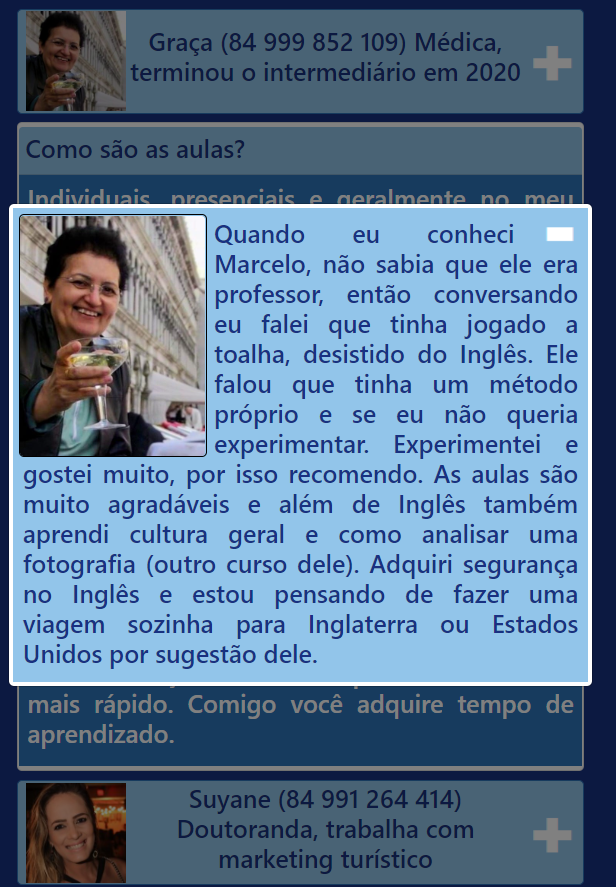 Graça (84 999 852 109) Médica,
terminou o intermediário em 2020
Como são as aulas?
Individuais, presenciais e geralmente no meu
Quando eu conheci
Marcelo, não sabia que ele era
professor, então conversando
eu falei que tinha jogado a
toalha, desistido do Inglês. Ele
falou que tinha um método
próprio e se eu não queria
experimentar. Experimentei e
gostei muito, por isso recomendo. As aulas são
muito agradáveis e além de Inglês também
aprendi cultura geral e como analisar uma
fotografia (outro curso dele). Adquiri segurança
no Inglês e estou pensando de fazer uma
viagem sozinha para Inglaterra ou Estados
Unidos por sugestão dele.
mais rápido. Comigo você adquire tempo de
aprendizado.
Suyane (84 991 264 414)
Doutoranda, trabalha com
marketing turístico